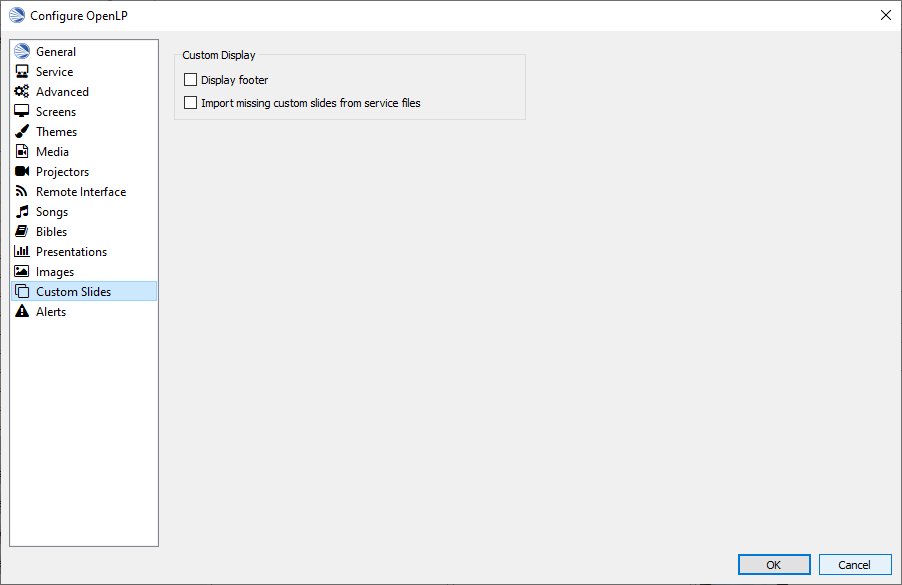 Configure OpenLP
General
Service
Advanced
Screens
Themes
Media
Projectors
Remote Interface
Songs
Bibles
Presentations
Images
Custom Slides
Alerts
Custom Display
Display footer
Import missing custom slides from service files
OK
Cancel